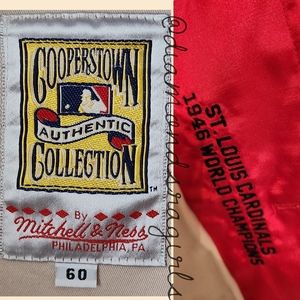 COOPERSTOWN
AUTHENTIC
COLLECTION
TM
By
Mitchell & Ness
PHILADELPHIA, PA
60
ST. LOUIS CARDINALS
1946 WORLD CHAMPIONS